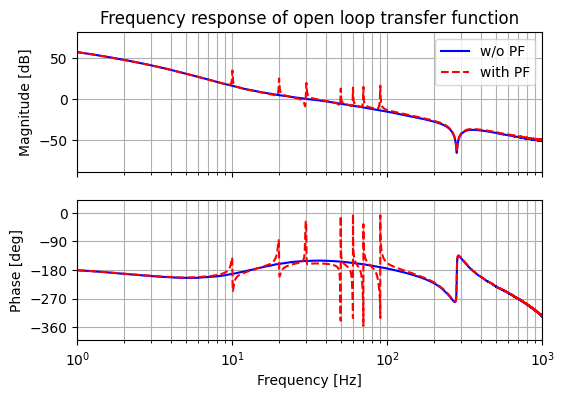 Frequency response of open loop transfer function
Magnitude [dB]
50
0
−50
w/o PF
with PF
Phase [deg]
0
−90
−180
−270
−360
10^0
10^1
10^2
10^3
Frequency [Hz]